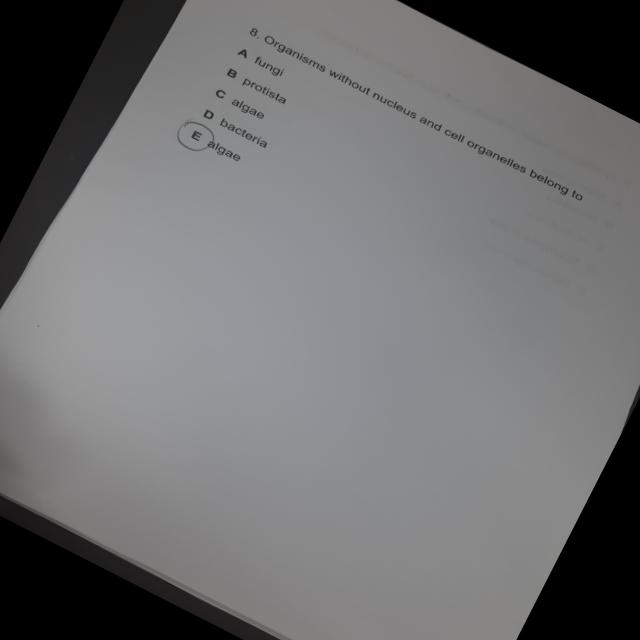 8. Organisms without nucleus and cell organelles belong to
A fungi
B protista
C algae
D bacteria
E algae